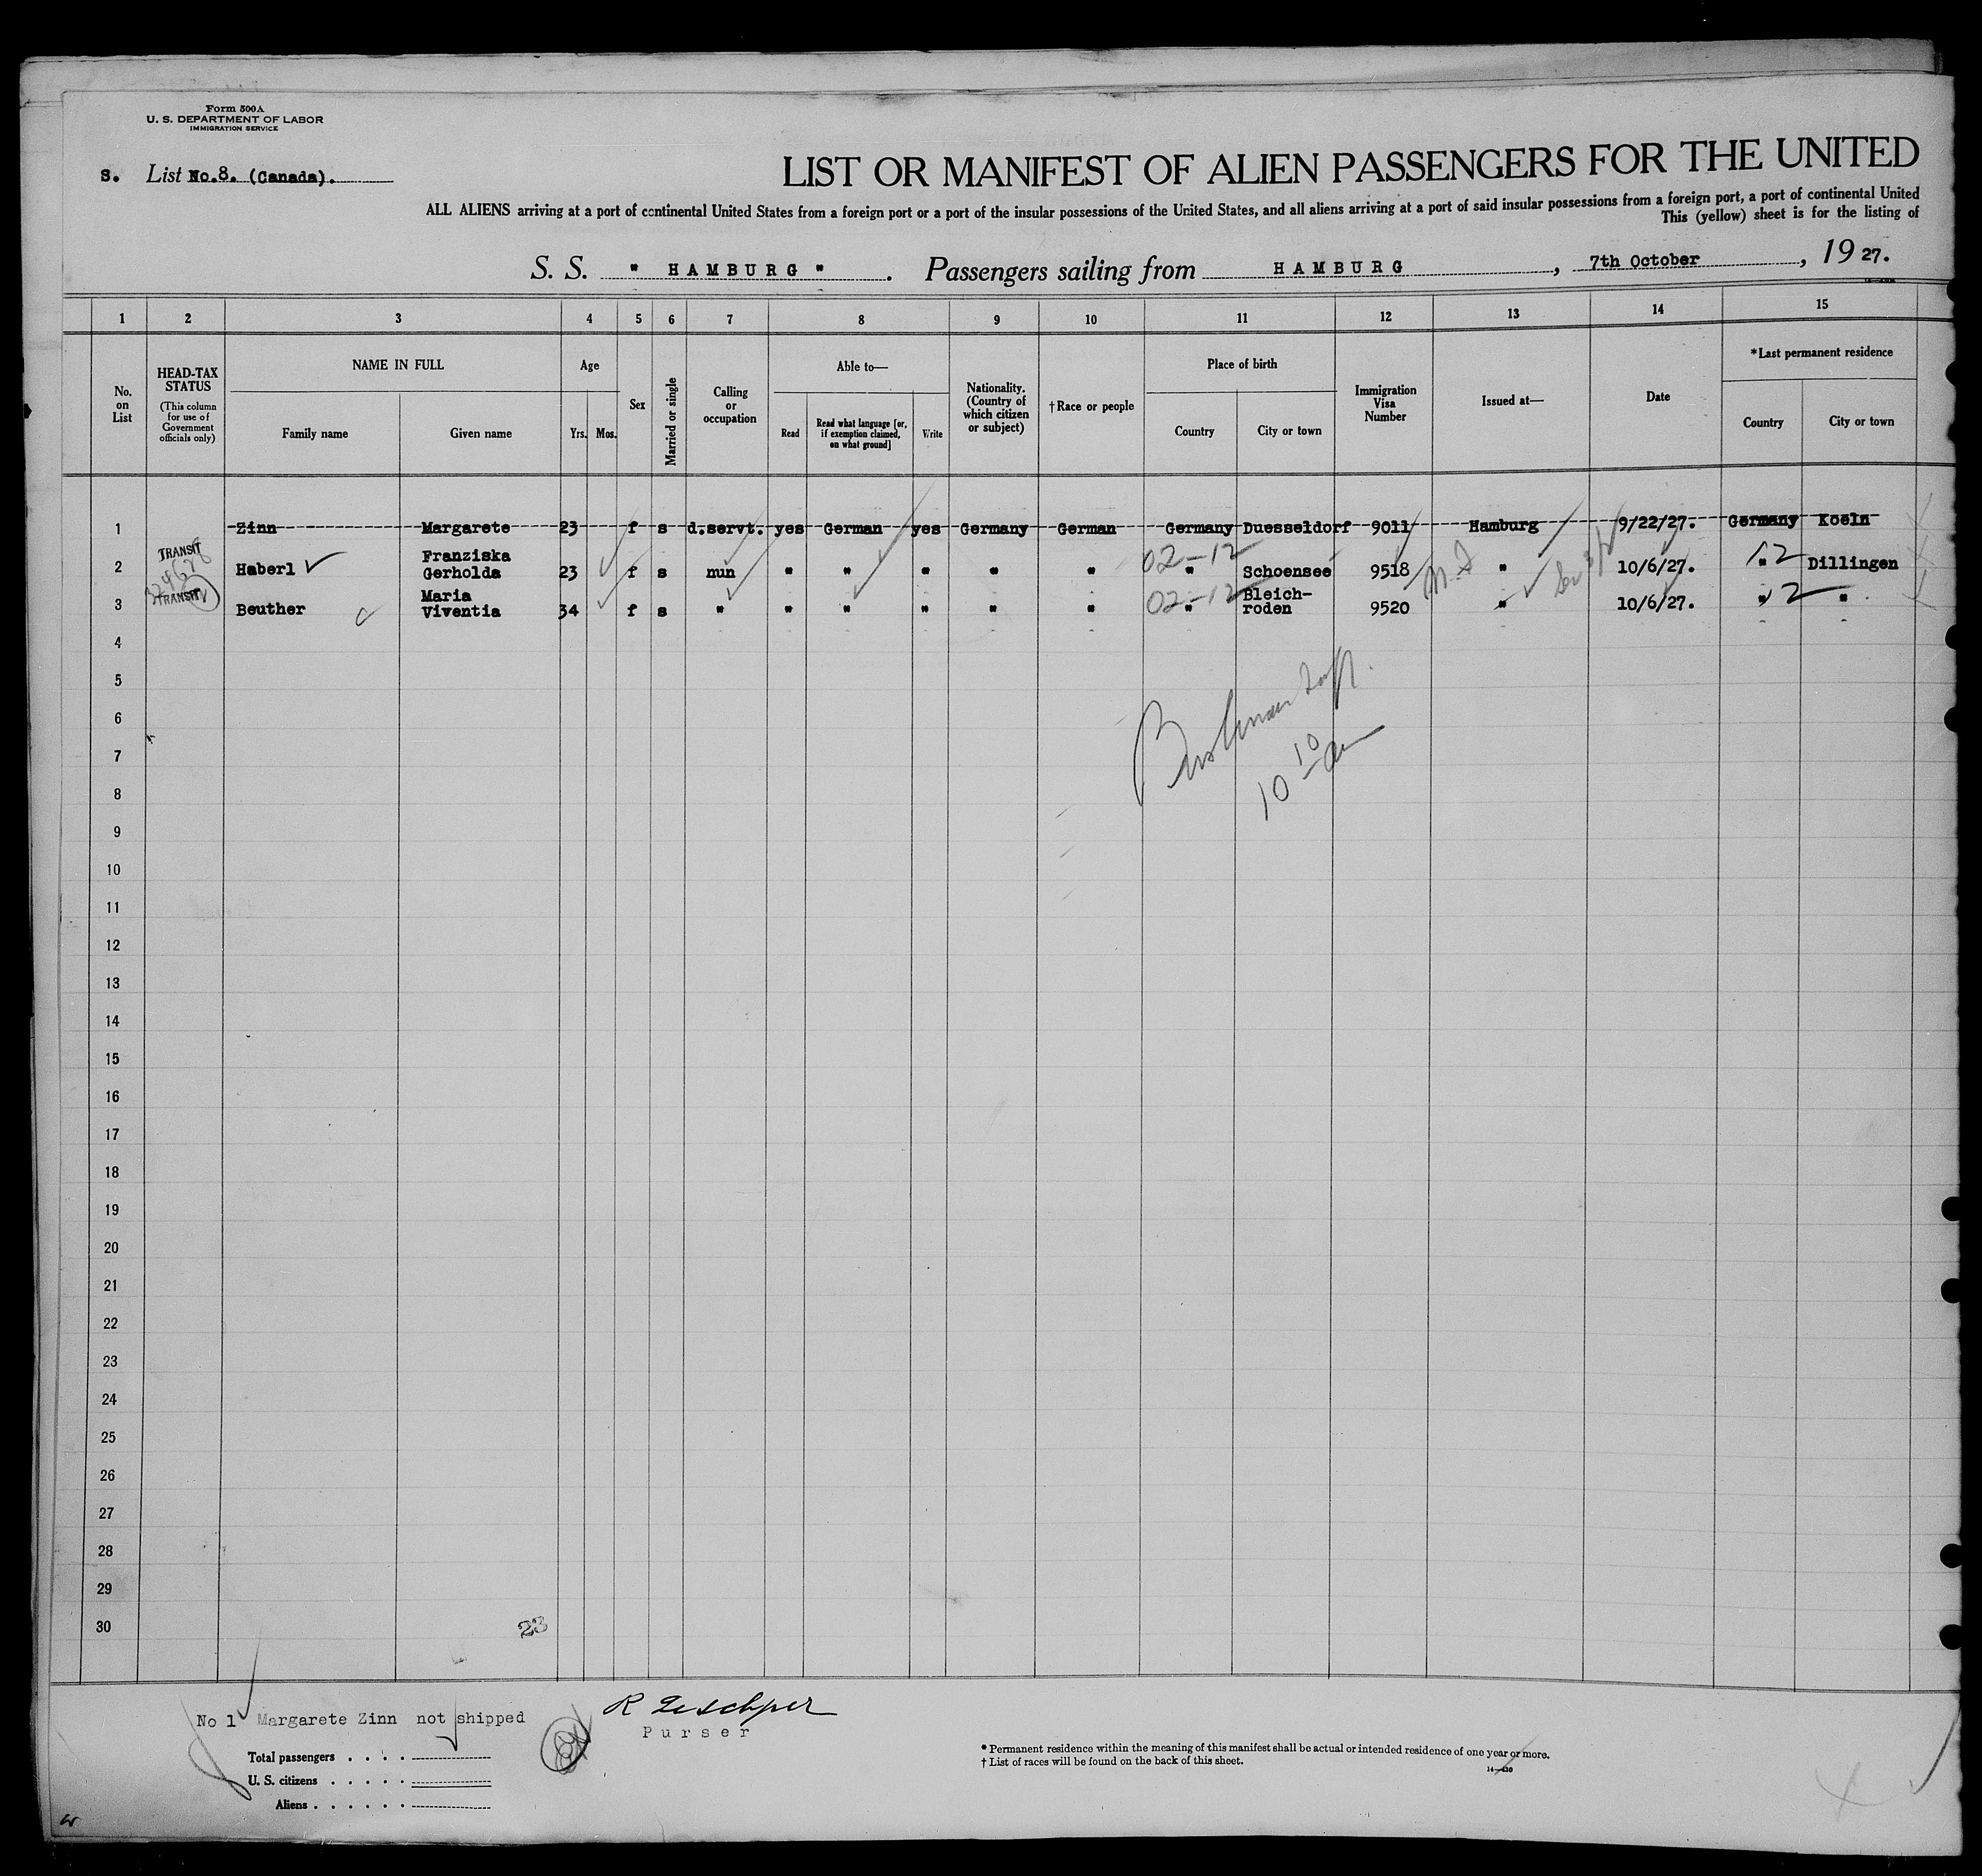 Form 500A
U. S. DEPARTMENT OF LABOR
IMMIGRATION SERVICE
S. List No.8. (Canada).
LIST OR MANIFEST OF ALIEN PASSENGERS FOR THE UNITED
ALL ALIENS arriving at a port of continental United States from a foreign port or a port of the insular possessions of the United States, and all aliens arriving at a port of said insular possessions from a foreign port, a port of continental United
This (yellow) sheet is for the listing of
S. S. " HAMBURG ". Passengers sailing from HAMBURG, 7th October, 19 27.
1 2 3 4 5 6 7 8 9 10 11 12 13 14 15
No. on List
HEAD-TAX STATUS (This column for use of Government officials only)
NAME IN FULL
Family name Given name
Age
Yrs. Mos.
Sex
Married or single
Calling or occupation
Able to—
Read Read what language [or, if exemption claimed, on what ground] Write
Nationality. (Country of which citizen or subject)
†Race or people
Place of birth
Country City or town
Immigration Visa Number
Issued at—
Date
*Last permanent residence
Country City or town
1 Zinn Margarete 23 f s d.servt. yes German yes Germany German Germany Duesseldorf 9011 Hamburg 9/22/27. Germany Koeln
2 TRANSIT Haberl Franziska Gerholda 23 f s nun " " " " " 02-12 " Schoensee 9518 " 10/6/27. 12 " Dillingen
3 TRANSIT Beuther Maria Viventia 34 f s " " " " " " 02-12 " Bleich-roden 9520 " 10/6/27. 12 " "
4
5
6
7
8
9
10
11
12
13
14
15
16
17
18
19
20
21
22
23
24
25
26
27
28
29
30
10 10 am
23
No 1 Margarete Zinn not shipped
Purser
Total passengers . . . .
U. S. citizens . . . . .
Aliens . . . . . .
* Permanent residence within the meaning of this manifest shall be actual or intended residence of one year or more.
† List of races will be found on the back of this sheet.
14—430